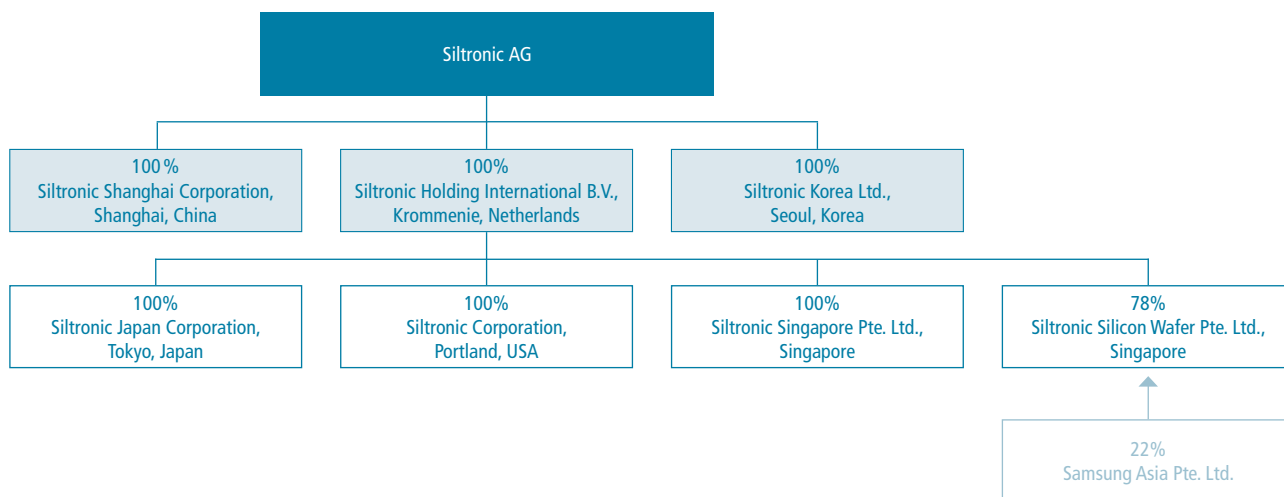 Siltronic AG
100 %
Siltronic Shanghai Corporation,
Shanghai, China
100%
Siltronic Holding International B.V.,
Krommenie, Netherlands
100%
Siltronic Korea Ltd.,
Seoul, Korea
100%
Siltronic Japan Corporation,
Tokyo, Japan
100%
Siltronic Corporation,
Portland, USA
100%
Siltronic Singapore Pte. Ltd.,
Singapore
78%
Siltronic Silicon Wafer Pte. Ltd.,
Singapore
22%
Samsung Asia Pte. Ltd.